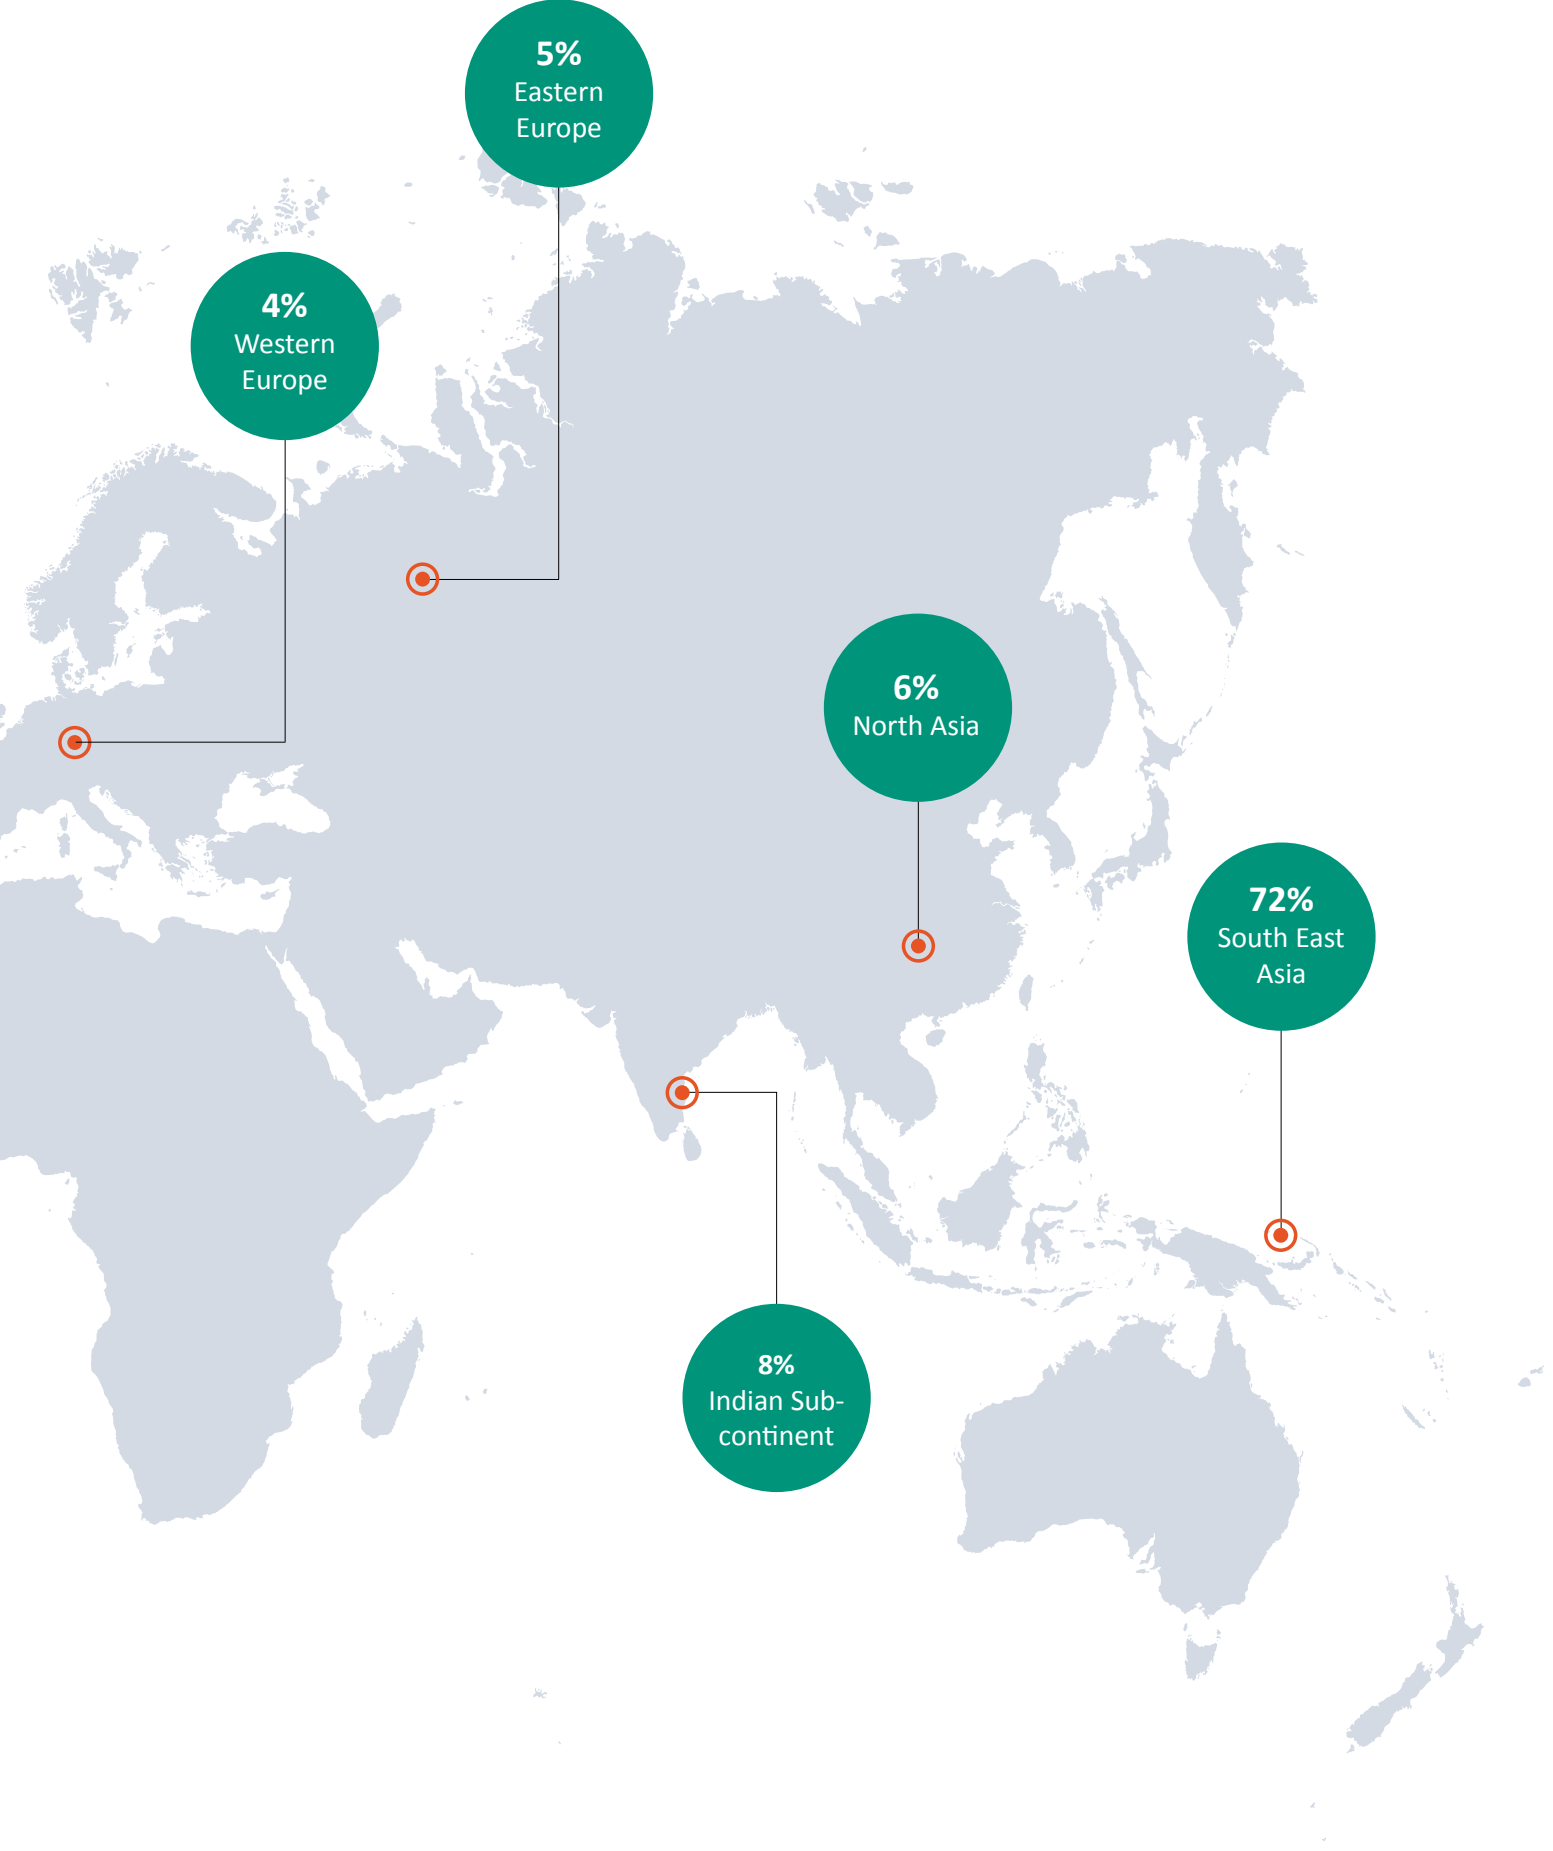 5%
Eastern
Europe
4%
Western
Europe
6%
North Asia
72%
South East
Asia
8%
Indian Sub-
continent